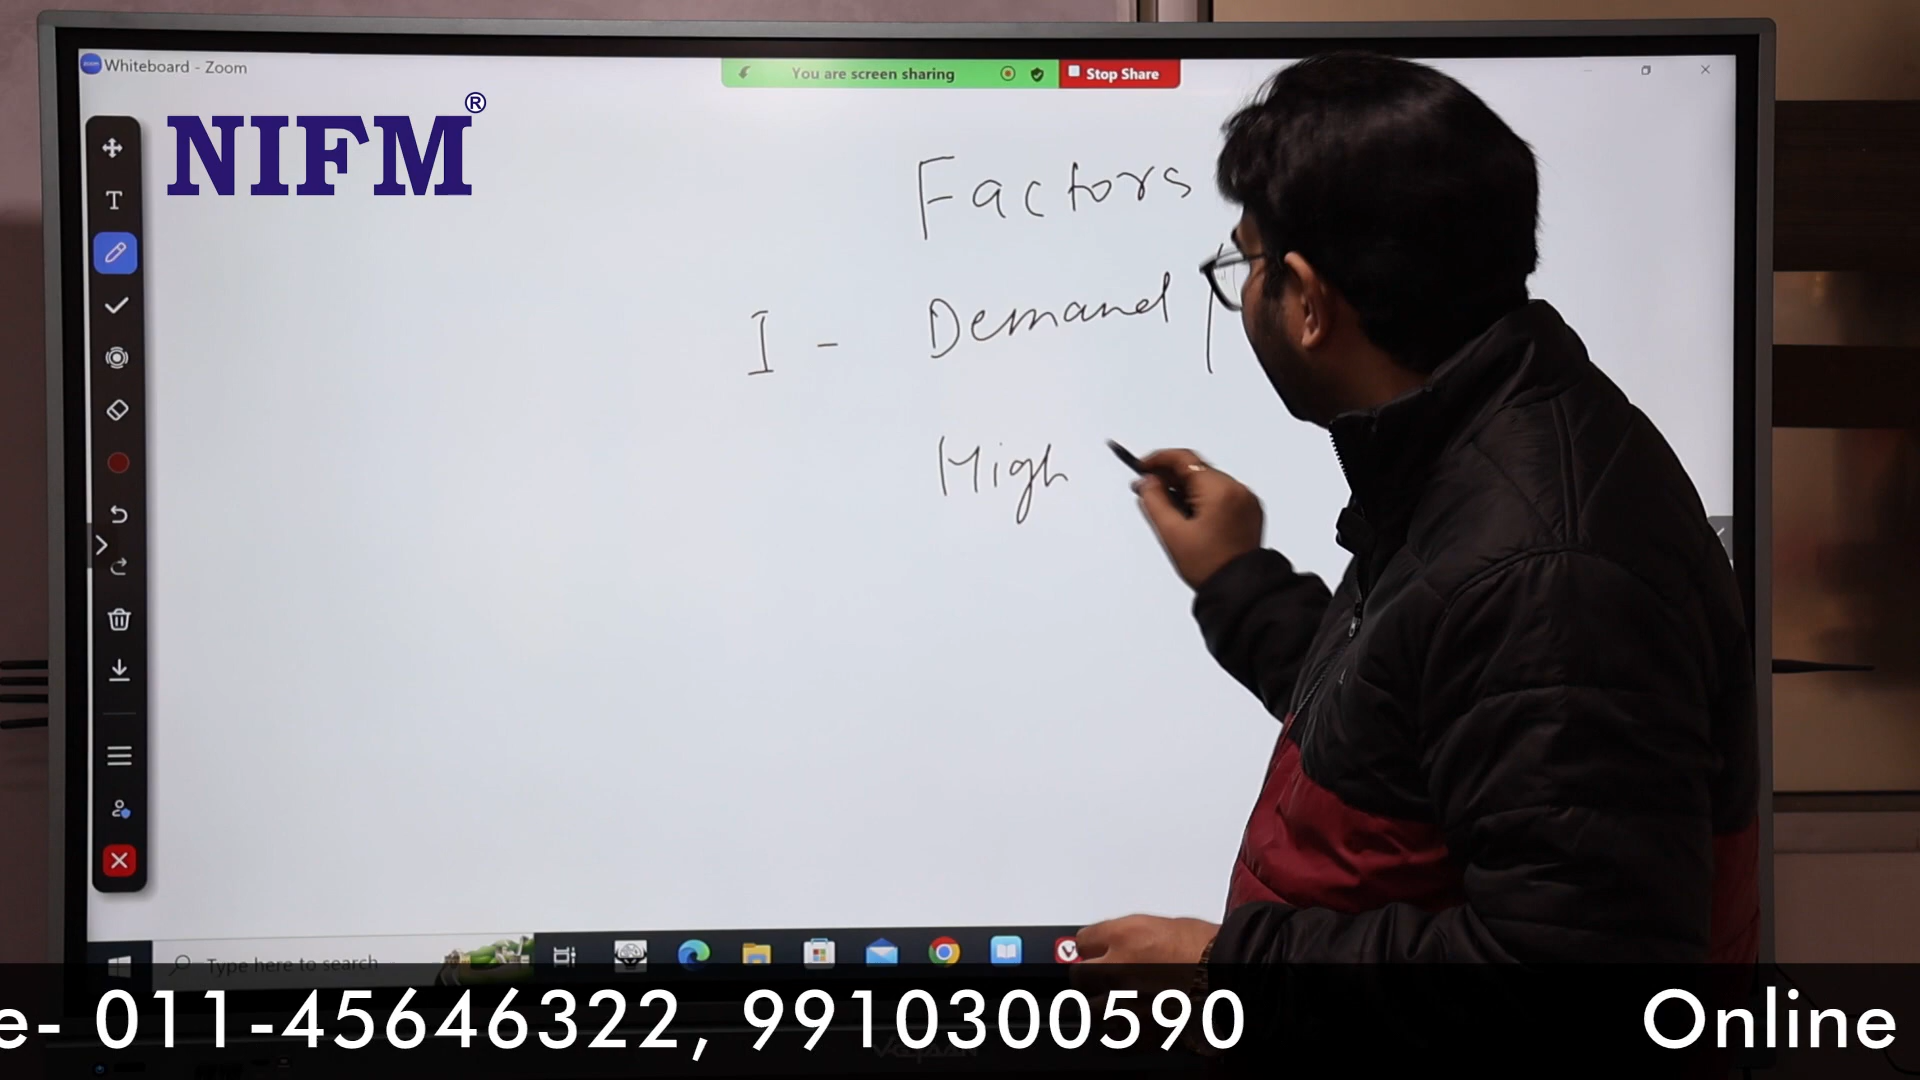 Whiteboard - Zoom
You are screen sharing
Stop Share
NIFM®
Factors
I - Demand
High
Type here to search
e- 011-45646322, 9910300590 Online